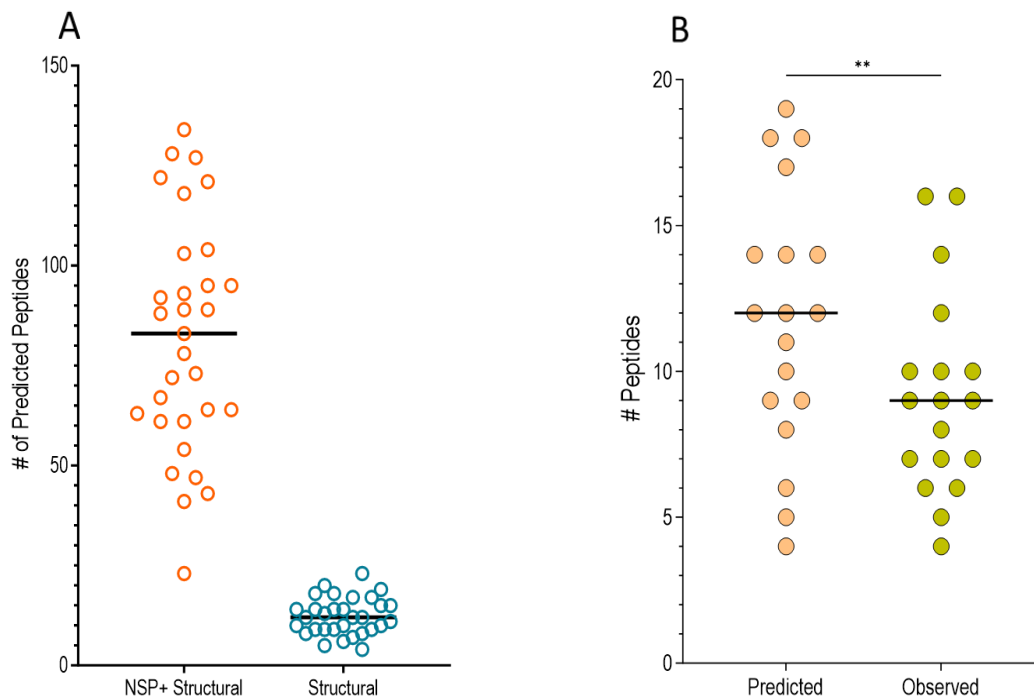 A
# of Predicted Peptides
150
100
50
0
NSP+ Structural
Structural
B
**
# Peptides
20
15
10
5
0
Predicted
Observed